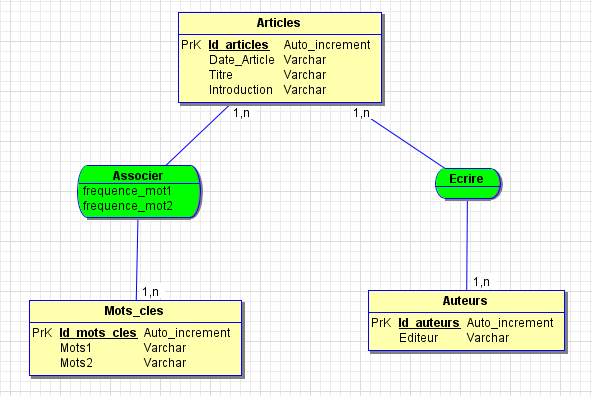 Articles
PrK Id_articles Auto_increment
Date_Article Varchar
Titre Varchar
Introduction Varchar
1,n 1,n
Associer
frequence_mot1
frequence_mot2
Ecrire
1,n
1,n
Mots_cles
PrK Id_mots_cles Auto_increment
Mots1 Varchar
Mots2 Varchar
Auteurs
PrK Id_auteurs Auto_increment
Editeur Varchar